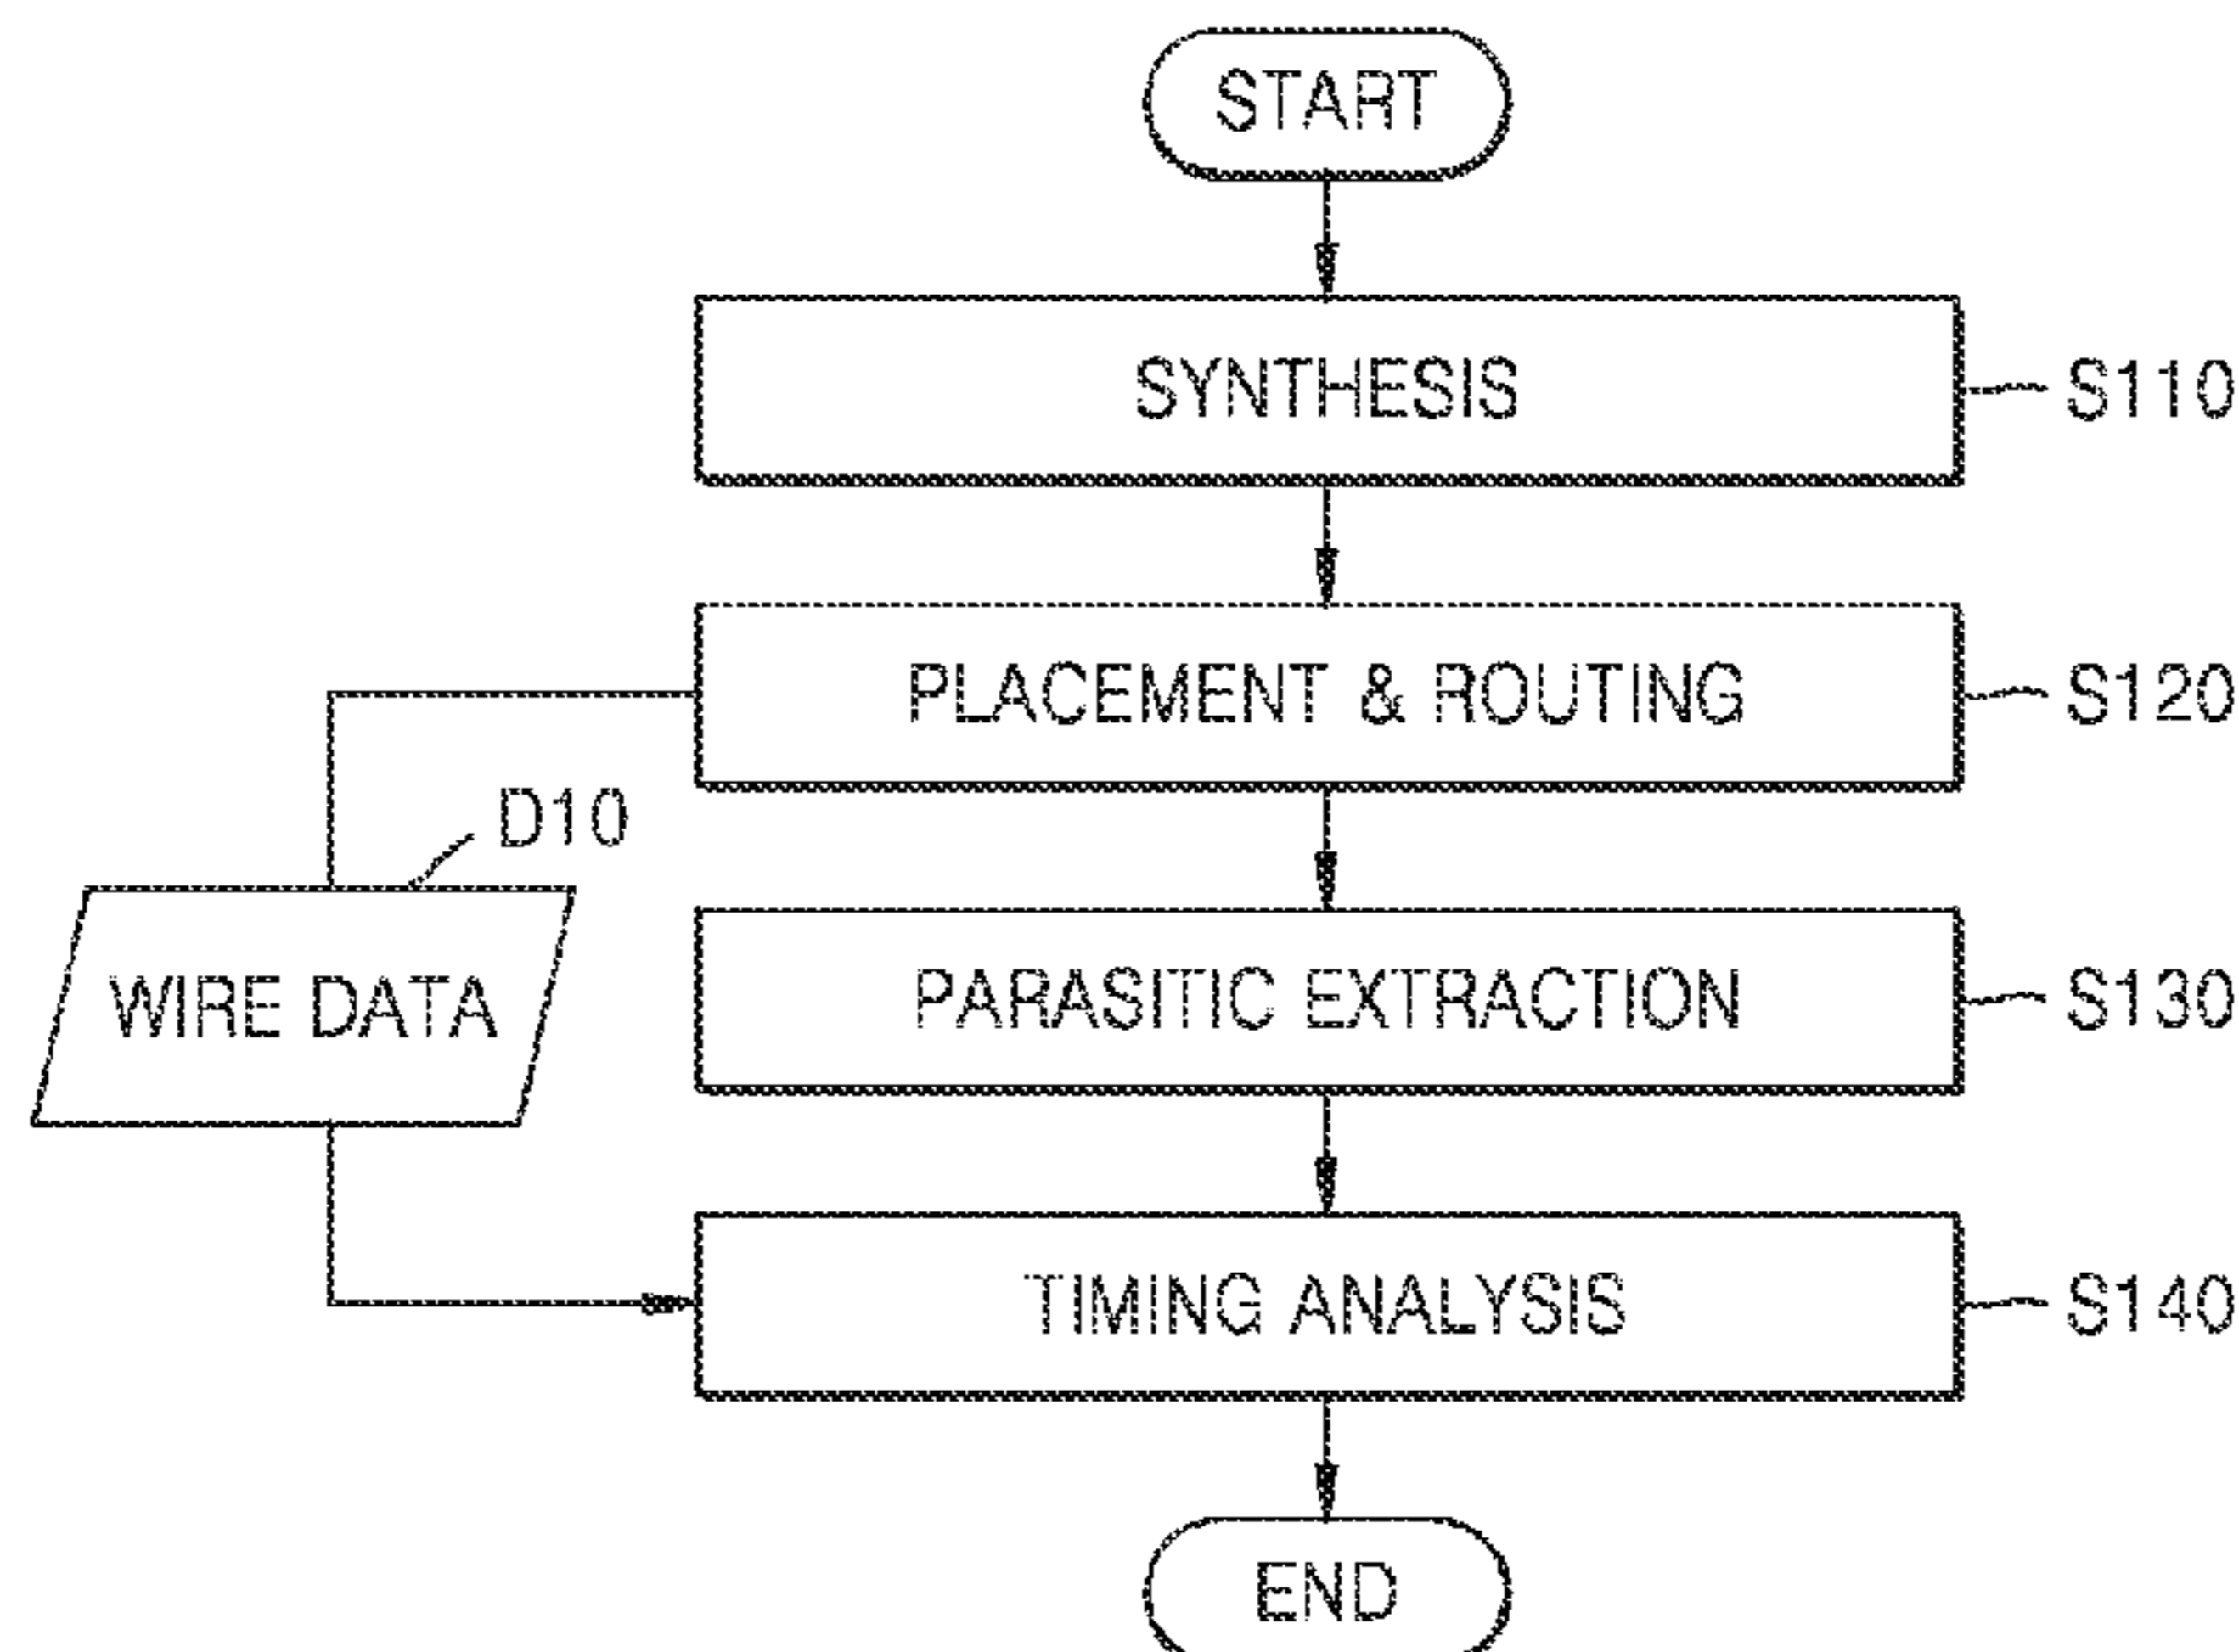 START
SYNTHESIS S110
PLACEMENT & ROUTING S120
D10
WIRE DATA
PARASITIC EXTRACTION S130
TIMING ANALYSIS S140
END